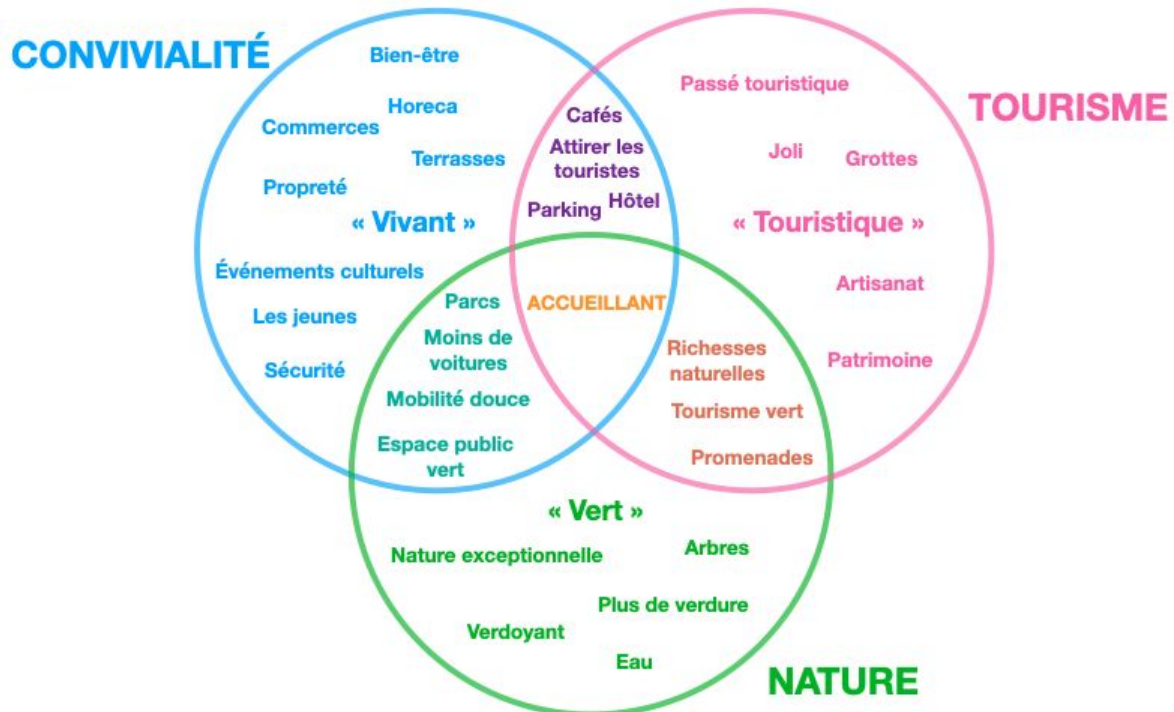 CONVIVIALITÉ
Bien-être
Horeca
Commerces
Terrasses
Propreté
« Vivant »
Événements culturels
Les jeunes
Sécurité
Cafés
Attirer les
touristes
Parking
Hôtel
TOURISME
Passé touristique
Joli
Grottes
« Touristique »
Artisanat
Patrimoine
ACCUEILLANT
Parcs
Moins de
voitures
Mobilité douce
Espace public
vert
Richesses
naturelles
Tourisme vert
Promenades
« Vert »
Nature exceptionnelle
Arbres
Plus de verdure
Verdoyant
Eau
NATURE